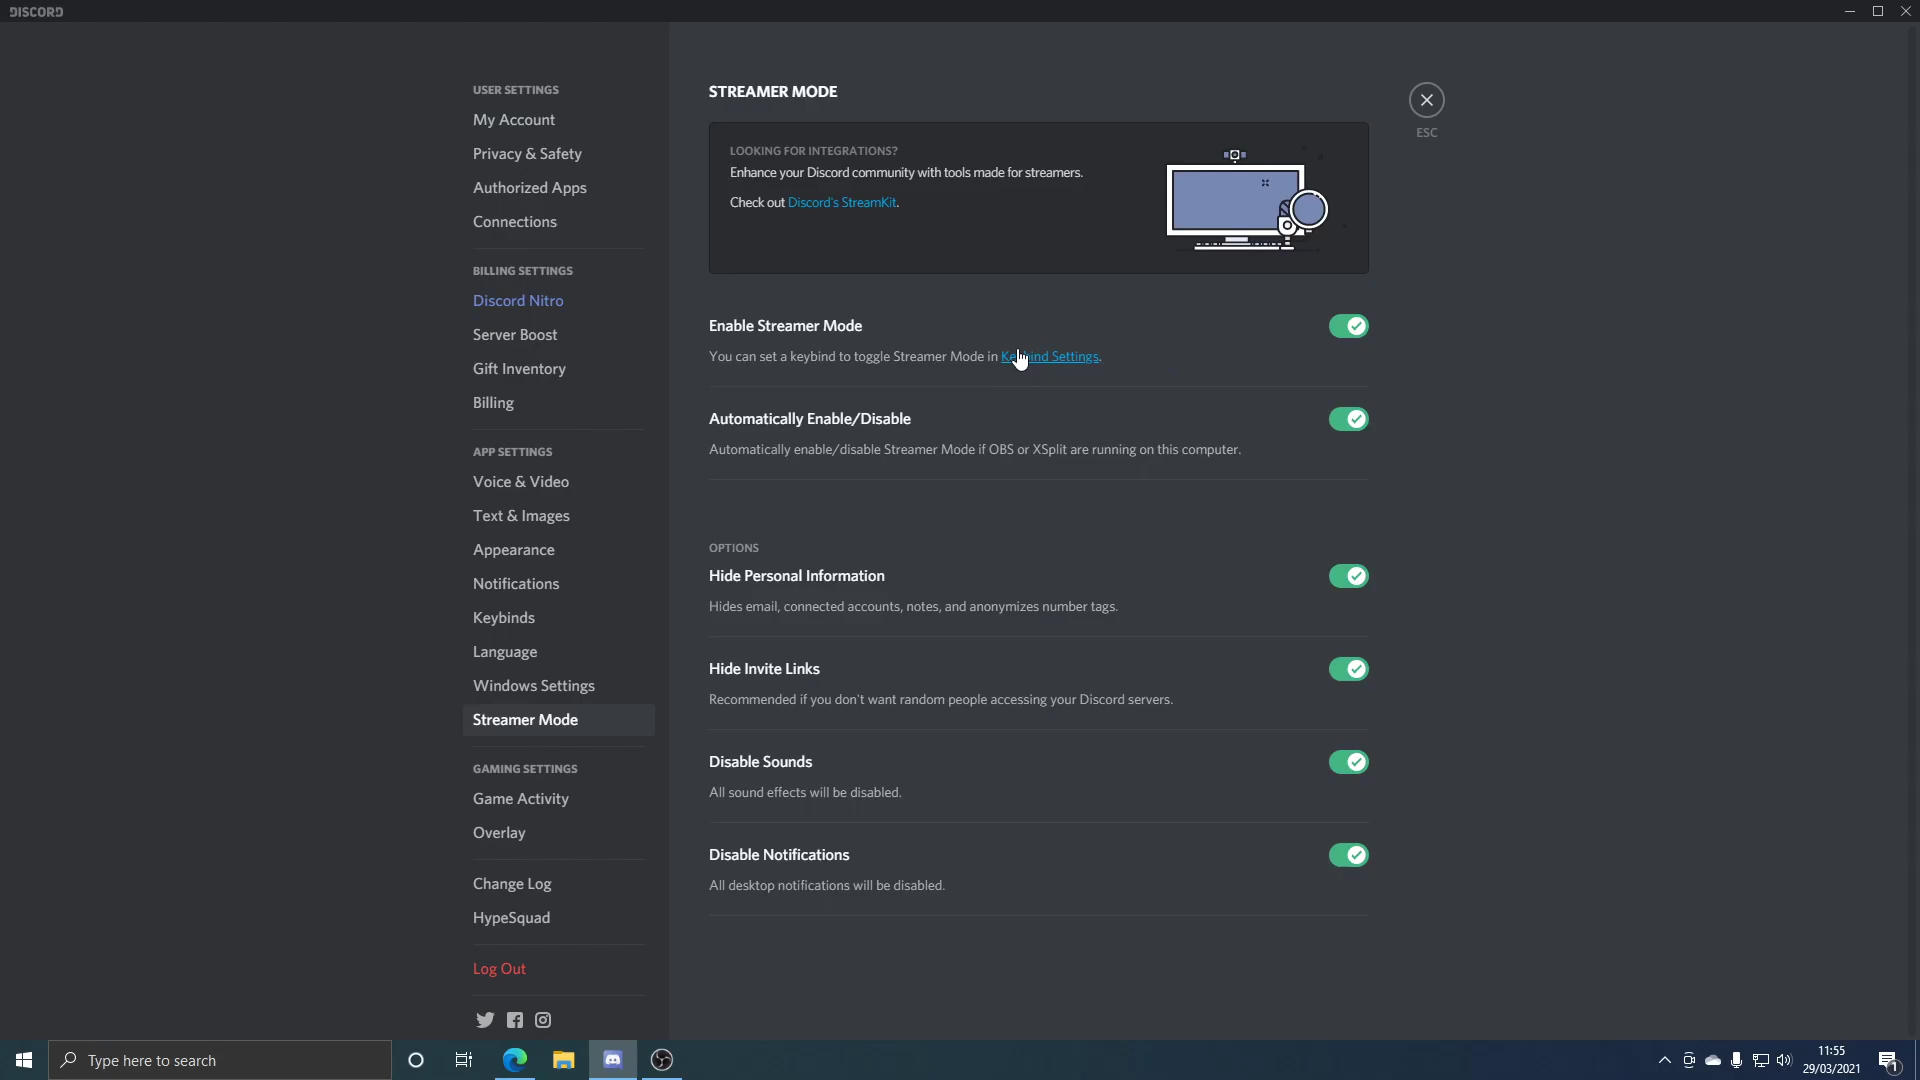 DISCORD
USER SETTINGS
My Account
Privacy & Safety
Authorized Apps
Connections
BILLING SETTINGS
Discord Nitro
Server Boost
Gift Inventory
Billing
APP SETTINGS
Voice & Video
Text & Images
Appearance
Notifications
Keybinds
Language
Windows Settings
Streamer Mode
GAMING SETTINGS
Game Activity
Overlay
Change Log
HypeSquad
Log Out
STREAMER MODE
LOOKING FOR INTEGRATIONS?
Enhance your Discord community with tools made for streamers.
Check out Discord's StreamKit.
ESC
Enable Streamer Mode
You can set a keybind to toggle Streamer Mode in Keybind Settings.
Automatically Enable/Disable
Automatically enable/disable Streamer Mode if OBS or XSplit are running on this computer.
OPTIONS
Hide Personal Information
Hides email, connected accounts, notes, and anonymizes number tags.
Hide Invite Links
Recommended if you don't want random people accessing your Discord servers.
Disable Sounds
All sound effects will be disabled.
Disable Notifications
All desktop notifications will be disabled.
Type here to search
11:55
29/03/2021
1